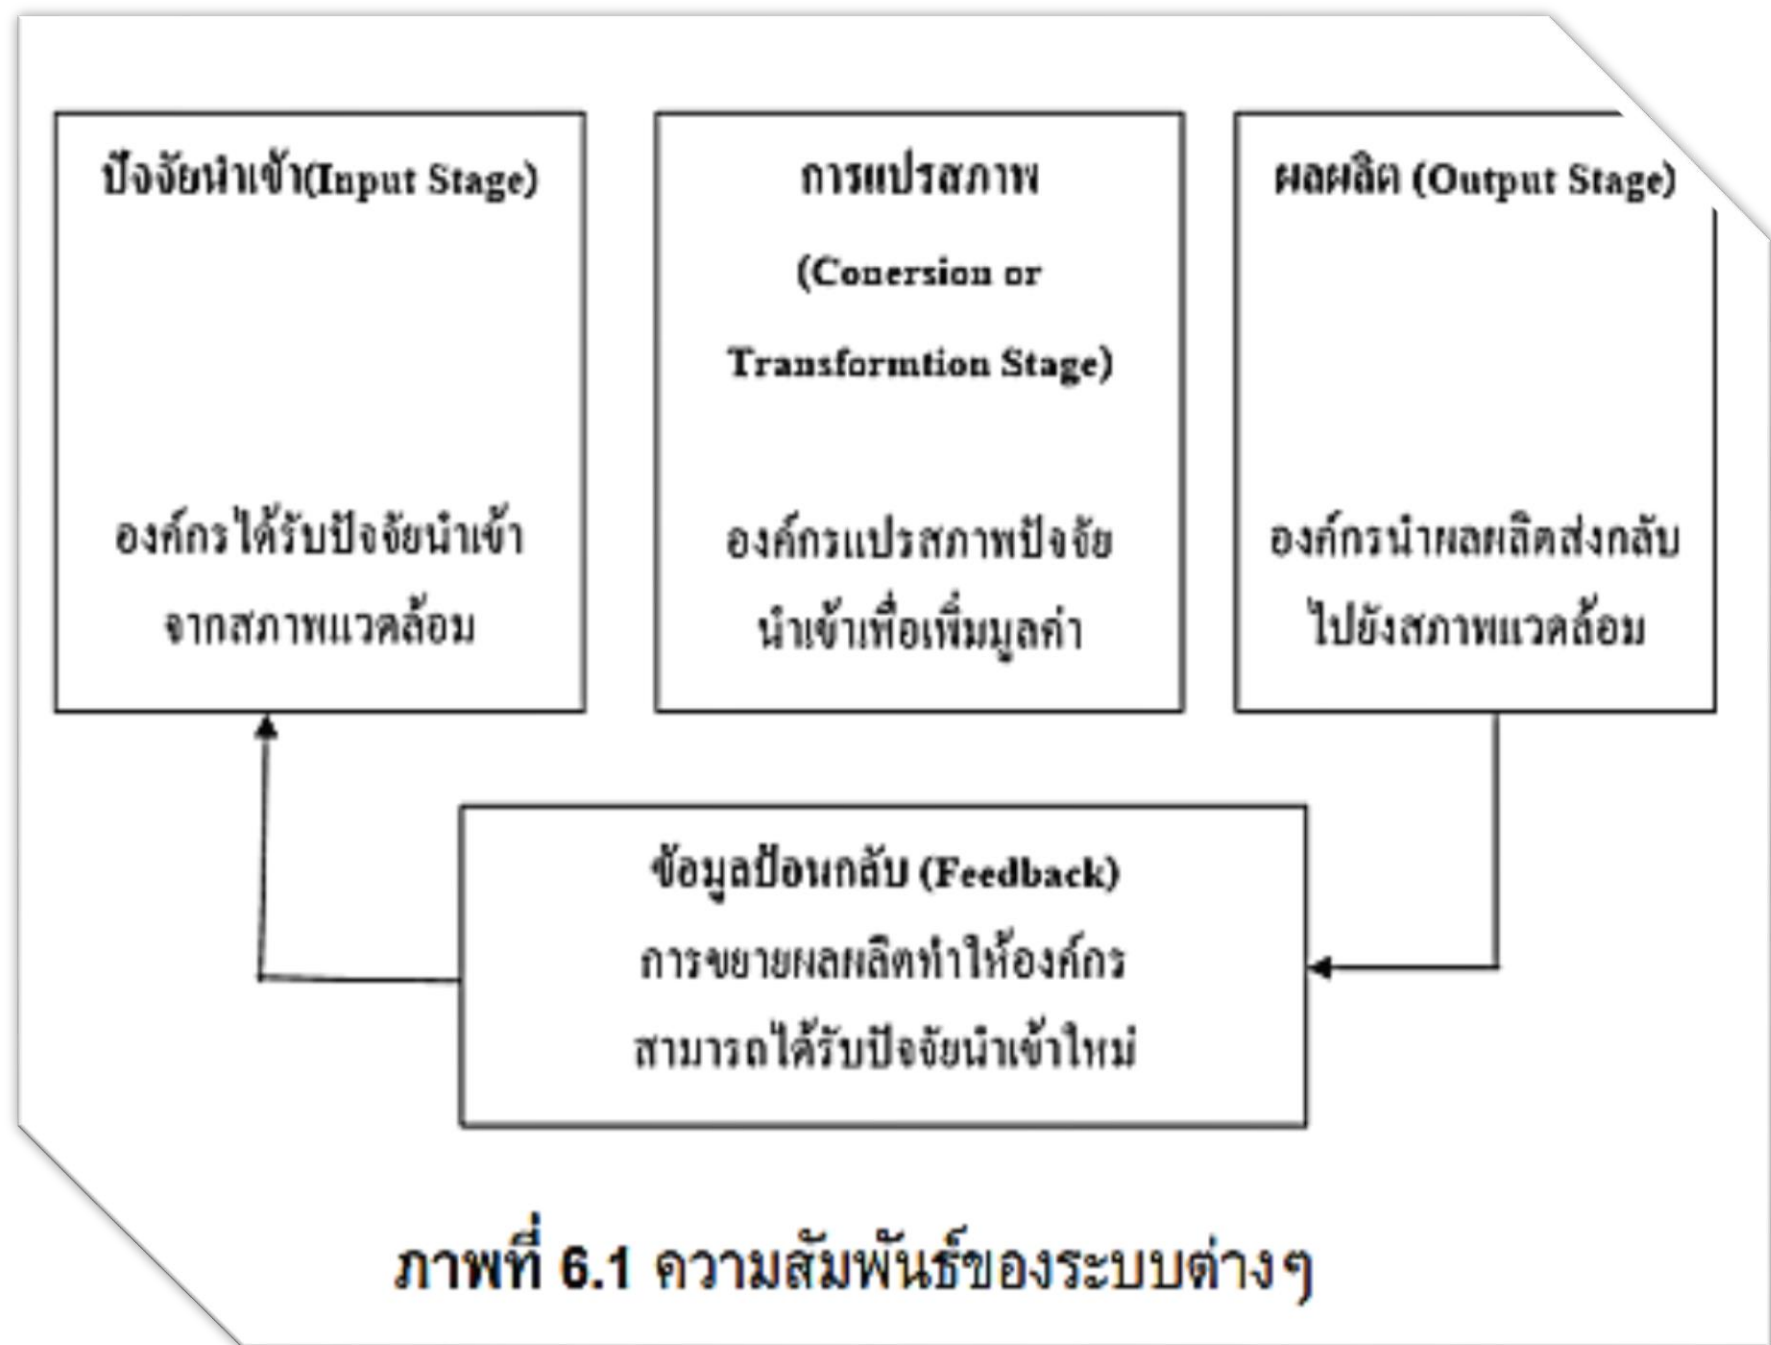 ปัจจัยนำเข้า(Input Stage)
องค์กรได้รับปัจจัยนำเข้า
จากสภาพแวดล้อม
การแปรสภาพ
(Conersion or
Transformtion Stage)
องค์กรแปรสภาพปัจจัย
นำเข้าเพื่อเพิ่มมูลค่า
ผลผลิต (Output Stage)
องค์กรนำผลผลิตส่งกลับ
ไปยังสภาพแวดล้อม
ข้อมูลป้อนกลับ (Feedback)
การขยายผลผลิตทำให้องค์กร
สามารถได้รับปัจจัยนำเข้าใหม่
ภาพที่ 6.1 ความสัมพันธ์ของระบบต่างๆ